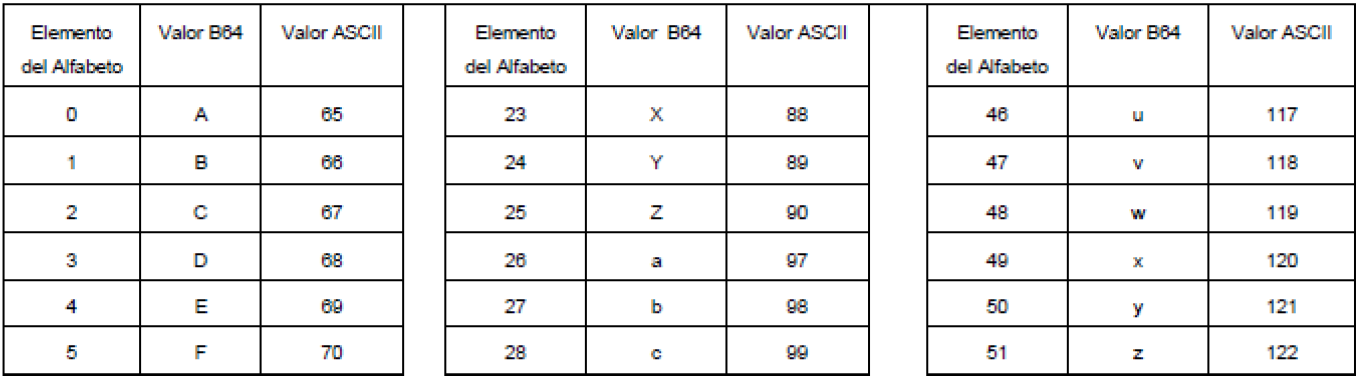 Elemento del Alfabeto Valor B64 Valor ASCII Elemento del Alfabeto Valor B64 Valor ASCII Elemento del Alfabeto Valor B64 Valor ASCII
0 A 65 23 X 88 46 u 117
1 B 66 24 Y 89 47 v 118
2 C 67 25 Z 90 48 w 119
3 D 68 26 a 97 49 x 120
4 E 69 27 b 98 50 y 121
5 F 70 28 c 99 51 z 122